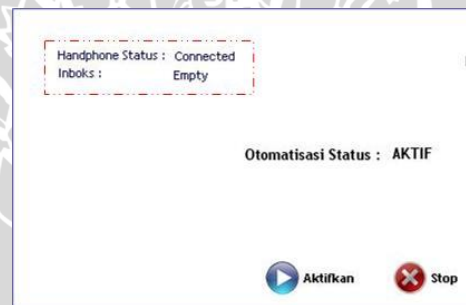 Handphone Status : Connected
Inboks : Empty
Otomatisasi Status : AKTIF
Aktifkan Stop